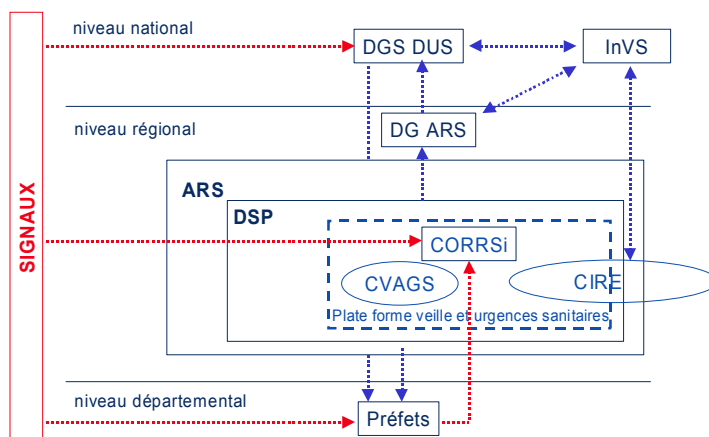 niveau national
DGS DUS
InVS
niveau régional
DG ARS
SIGNAUX
ARS
DSP
CORRSi
CVAGS
CIRE
Plate forme veille et urgences sanitaires
niveau départemental
Préfets